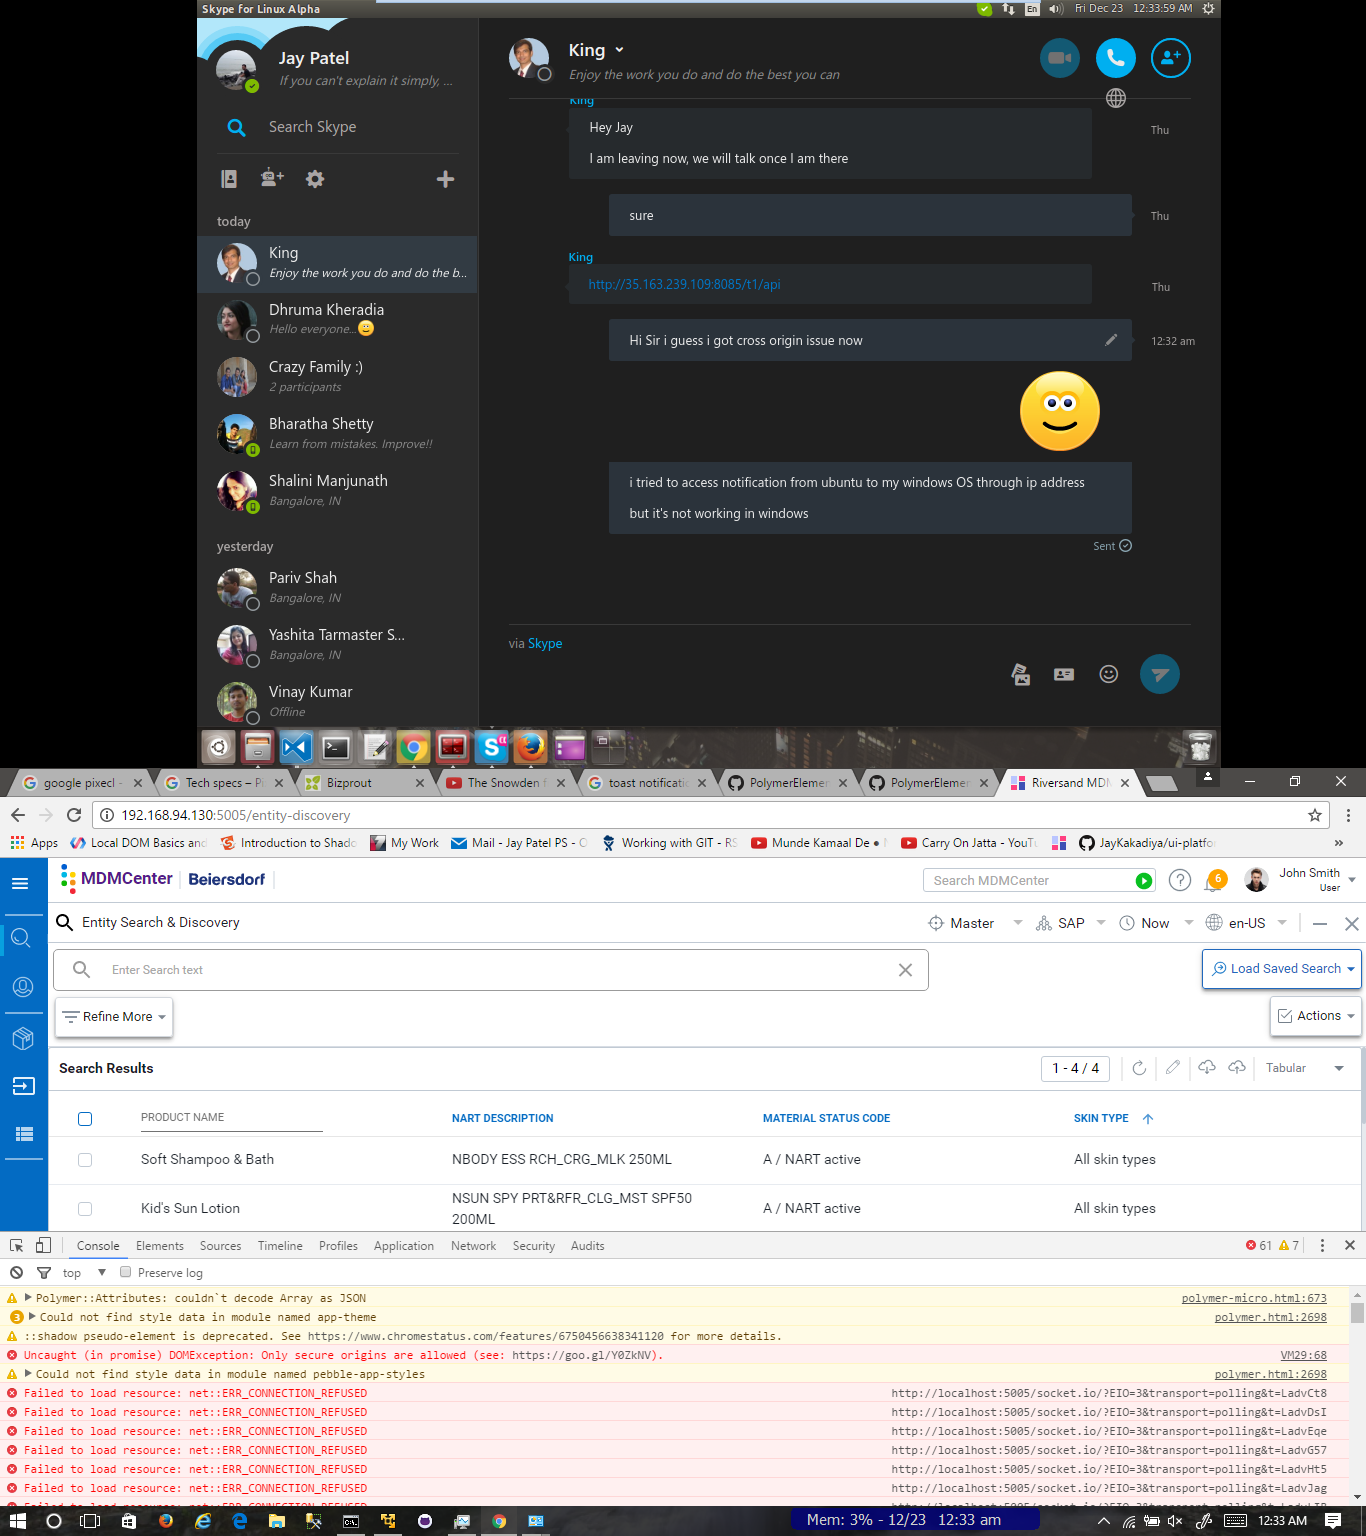 Skype for Linux Alpha
En
Fri Dec 23
12:33:59 AM
Jay Patel
If you can't explain it simply, ...
Search Skype
today
King
Enjoy the work you do and do the b...
Dhruma Kheradia
Hello everyone...
Crazy Family :)
2 participants
Bharatha Shetty
Learn from mistakes. Improve!!
Shalini Manjunath
Bangalore, IN
yesterday
Pariv Shah
Bangalore, IN
Yashita Tarmaster S...
Bangalore, IN
Vinay Kumar
Offline
King
Enjoy the work you do and do the best you can
King
Hey Jay
Thu
I am leaving now, we will talk once I am there
sure
Thu
King
http://35.163.239.109:8085/t1/api
Thu
Hi Sir i guess i got cross origin issue now
12:32 am
i tried to access notification from ubuntu to my windows OS through ip address
but it's not working in windows
Sent
via Skype
google pixecl -
Tech specs – Pi
Bizprout
The Snowden f
toast notificatio
PolymerElemen
PolymerElemen
Riversand MDM
192.168.94.130:5005/entity-discovery
Apps
Local DOM Basics and
Introduction to Shado
My Work
Mail - Jay Patel PS - O
Working with GIT - RS
Munde Kamaal De
Carry On Jatta - YouTu
JayKakadiya/ui-platfo
»
MDMCenter
Beiersdorf
Search MDMCenter
?
6
John Smith
User
Entity Search & Discovery
Master
SAP
Now
en-US
Enter Search text
Load Saved Search
Refine More
Actions
Search Results
1 - 4 / 4
Tabular
PRODUCT NAME
NART DESCRIPTION
MATERIAL STATUS CODE
SKIN TYPE
Soft Shampoo & Bath
NBODY ESS RCH_CRG_MLK 250ML
A / NART active
All skin types
Kid's Sun Lotion
NSUN SPY PRT&RFR_CLG_MST SPF50
200ML
A / NART active
All skin types
Console
Elements
Sources
Timeline
Profiles
Application
Network
Security
Audits
61
7
top
Preserve log
Polymer::Attributes: couldn`t decode Array as JSON
polymer-micro.html:673
3
Could not find style data in module named app-theme
polymer.html:2698
::shadow pseudo-element is deprecated. See https://www.chromestatus.com/features/6750456638341120 for more details.
Uncaught (in promise) DOMException: Only secure origins are allowed (see: https://goo.gl/Y0ZkNV).
VM29:68
Could not find style data in module named pebble-app-styles
polymer.html:2698
Failed to load resource: net::ERR_CONNECTION_REFUSED
http://localhost:5005/socket.io/?EIO=3&transport=polling&t=LadvCt8
Failed to load resource: net::ERR_CONNECTION_REFUSED
http://localhost:5005/socket.io/?EIO=3&transport=polling&t=LadvDsI
Failed to load resource: net::ERR_CONNECTION_REFUSED
http://localhost:5005/socket.io/?EIO=3&transport=polling&t=LadvEqe
Failed to load resource: net::ERR_CONNECTION_REFUSED
http://localhost:5005/socket.io/?EIO=3&transport=polling&t=LadvG57
Failed to load resource: net::ERR_CONNECTION_REFUSED
http://localhost:5005/socket.io/?EIO=3&transport=polling&t=LadvHt5
Failed to load resource: net::ERR_CONNECTION_REFUSED
http://localhost:5005/socket.io/?EIO=3&transport=polling&t=LadvJag
Mem: 3% - 12/23 12:33 am
12:33 AM